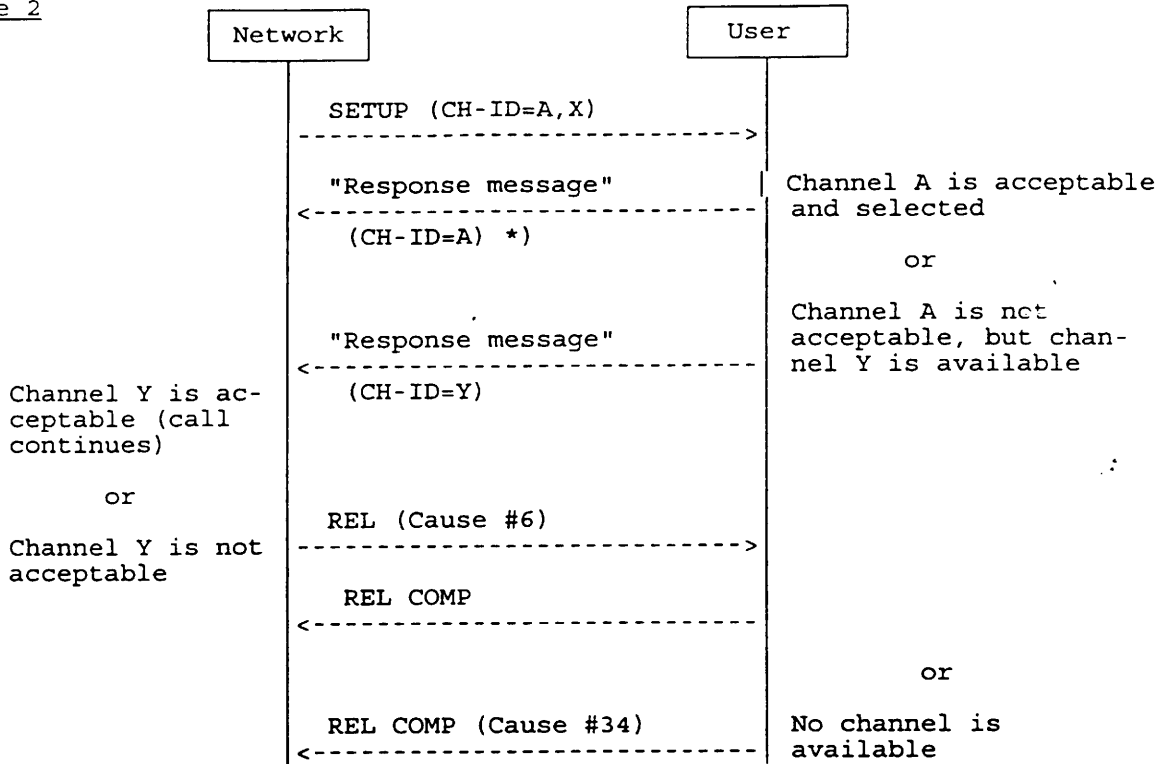 e 2
Network
User
SETUP (CH-ID=A,X)
"Response message"
(CH-ID=A) *)
Channel A is acceptable
and selected
or
Channel A is not
acceptable, but chan-
nel Y is available
"Response message"
(CH-ID=Y)
Channel Y is ac-
ceptable (call
continues)
or
Channel Y is not
acceptable
REL (Cause #6)
REL COMP
or
REL COMP (Cause #34)
No channel is
available